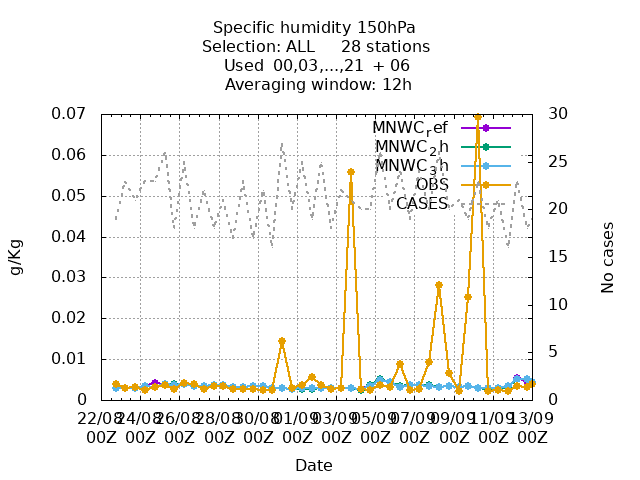 Specific humidity 150hPa
Selection: ALL 28 stations
Used 00,03,...,21 + 06
Averaging window: 12h
0.07
0.06
0.05
0.04
0.03
0.02
0.01
0
30
25
20
15
10
5
0
g/Kg
No cases
MNWC_ref
MNWC_2h
MNWC_3h
OBS
CASES
22/08 24/08 26/08 28/08 30/08 01/09 03/09 05/09 07/09 09/09 11/09 13/09
00Z 00Z 00Z 00Z 00Z 00Z 00Z 00Z 00Z 00Z 00Z 00Z
Date